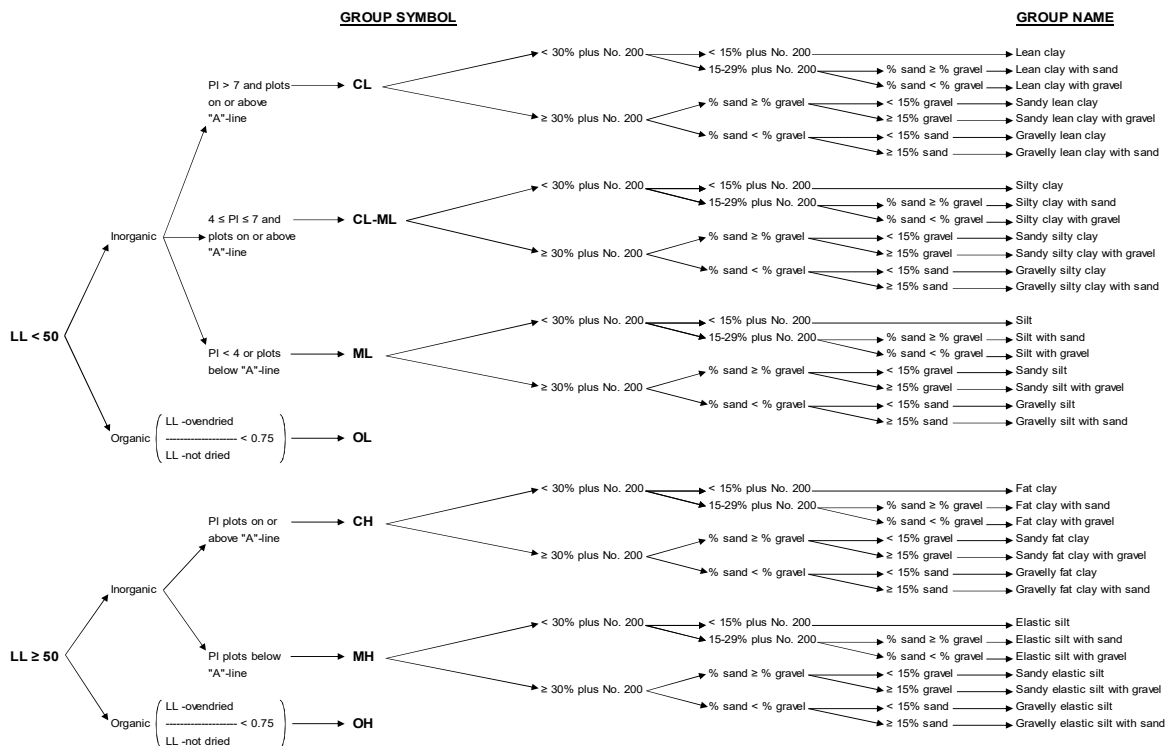 GROUP SYMBOL
GROUP NAME
LL < 50
Inorganic
PI > 7 and plots
on or above
"A"-line
CL
< 30% plus No. 200
< 15% plus No. 200
Lean clay
15-29% plus No. 200
% sand ≥ % gravel
Lean clay with sand
% sand < % gravel
Lean clay with gravel
≥ 30% plus No. 200
% sand ≥ % gravel
< 15% gravel
Sandy lean clay
≥ 15% gravel
Sandy lean clay with gravel
% sand < % gravel
< 15% sand
Gravelly lean clay
≥ 15% sand
Gravelly lean clay with sand
4 ≤ PI ≤ 7 and
plots on or above
"A"-line
CL-ML
< 30% plus No. 200
< 15% plus No. 200
Silty clay
15-29% plus No. 200
% sand ≥ % gravel
Silty clay with sand
% sand < % gravel
Silty clay with gravel
≥ 30% plus No. 200
% sand ≥ % gravel
< 15% gravel
Sandy silty clay
≥ 15% gravel
Sandy silty clay with gravel
% sand < % gravel
< 15% sand
Gravelly silty clay
≥ 15% sand
Gravelly silty clay with sand
PI < 4 or plots
below "A"-line
ML
< 30% plus No. 200
< 15% plus No. 200
Silt
15-29% plus No. 200
% sand ≥ % gravel
Silt with sand
% sand < % gravel
Silt with gravel
≥ 30% plus No. 200
% sand ≥ % gravel
< 15% gravel
Sandy silt
≥ 15% gravel
Sandy silt with gravel
% sand < % gravel
< 15% sand
Gravelly silt
≥ 15% sand
Gravelly silt with sand
Organic
LL -ovendried
--------------------- < 0.75
LL -not dried
OL
LL ≥ 50
Inorganic
PI plots on or
above "A"-line
CH
< 30% plus No. 200
< 15% plus No. 200
Fat clay
15-29% plus No. 200
% sand ≥ % gravel
Fat clay with sand
% sand < % gravel
Fat clay with gravel
≥ 30% plus No. 200
% sand ≥ % gravel
< 15% gravel
Sandy fat clay
≥ 15% gravel
Sandy fat clay with gravel
% sand < % gravel
< 15% sand
Gravelly fat clay
≥ 15% sand
Gravelly fat clay with sand
PI plots below
"A"-line
MH
< 30% plus No. 200
< 15% plus No. 200
Elastic silt
15-29% plus No. 200
% sand ≥ % gravel
Elastic silt with sand
% sand < % gravel
Elastic silt with gravel
≥ 30% plus No. 200
% sand ≥ % gravel
< 15% gravel
Sandy elastic silt
≥ 15% gravel
Sandy elastic silt with gravel
% sand < % gravel
< 15% sand
Gravelly elastic silt
≥ 15% sand
Gravelly elastic silt with sand
Organic
LL -ovendried
--------------------- < 0.75
LL -not dried
OH